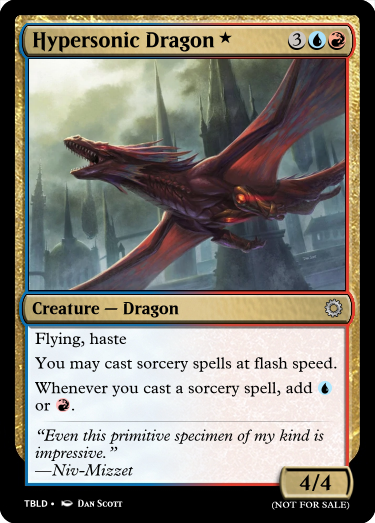 Hypersonic Dragon ★ 3
Creature — Dragon
Flying, haste
You may cast sorcery spells at flash speed.
Whenever you cast a sorcery spell, add
or .
“Even this primitive specimen of my kind is
impressive.”
—Niv-Mizzet
4/4
TBLD • Dan Scott
(NOT FOR SALE)